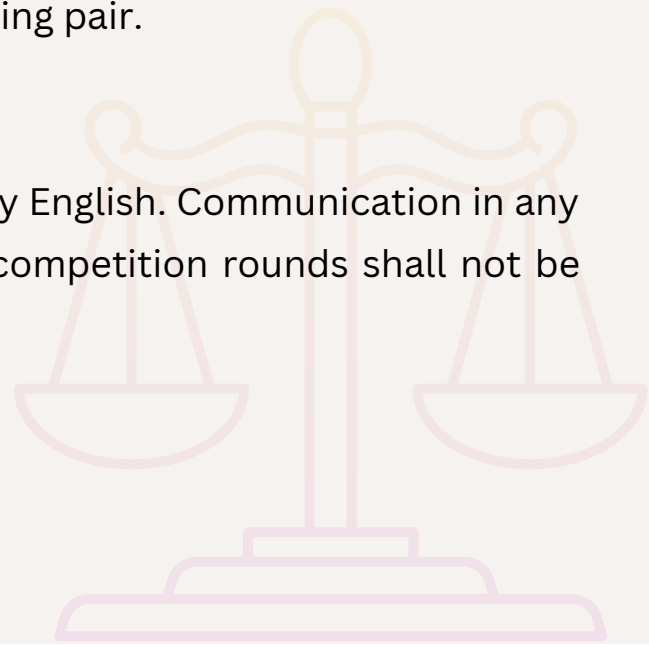 ing pair.
y English. Communication in any
competition rounds shall not be